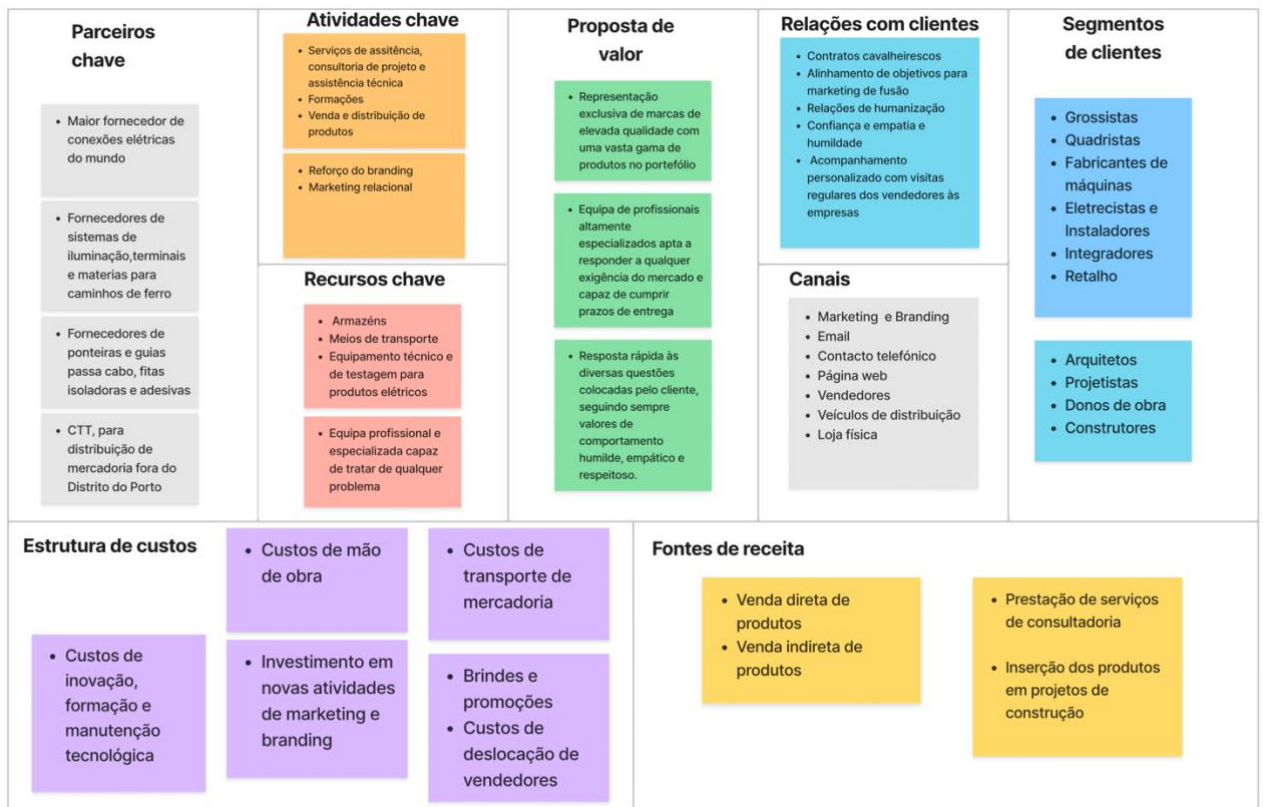 Parceiros
chave
• Maior fornecedor de
conexões elétricas
do mundo
• Fornecedores de
sistemas de
iluminação,terminais
e materias para
caminhos de ferro
• Fornecedores de
ponteiras e guias
passa cabo, fitas
isoladoras e adesivas
• CTT, para
distribuição de
mercadoria fora do
Distrito do Porto
Atividades chave
• Serviços de assitência,
consultoria de projeto e
assistência técnica
• Formações
• Venda e distribuição de
produtos
• Reforço do branding
• Marketing relacional
Recursos chave
• Armazéns
• Meios de transporte
• Equipamento técnico e
de testagem para
produtos elétricos
• Equipa profissional e
especializada capaz
de tratar de qualquer
problema
Proposta de
valor
• Representação
exclusiva de marcas de
elevada qualidade com
uma vasta gama de
produtos no portefólio
• Equipa de profissionais
altamente
especializados apta a
responder a qualquer
exigência do mercado e
capaz de cumprir
prazos de entrega
• Resposta rápida às
diversas questões
colocadas pelo cliente,
seguindo sempre
valores de
comportamento
humilde, empático e
respeitoso.
Relações com clientes
• Contratos cavalheirescos
• Alinhamento de objetivos para
marketing de fusão
• Relações de humanização
• Confiança e empatia e
humildade
• Acompanhamento
personalizado com visitas
regulares dos vendedores às
empresas
Canais
• Marketing e Branding
• Email
• Contacto telefónico
• Página web
• Vendedores
• Veículos de distribuição
• Loja física
Segmentos
de clientes
• Grossistas
• Quadristas
• Fabricantes de
máquinas
• Eletrecistas e
Instaladores
• Integradores
• Retalho
• Arquitetos
• Projetistas
• Donos de obra
• Construtores
Estrutura de custos
• Custos de
inovação,
formação e
manutenção
tecnológica
• Custos de mão
de obra
• Investimento em
novas atividades
de marketing e
branding
• Custos de
transporte de
mercadoria
• Brindes e
promoções
• Custos de
deslocação de
vendedores
Fontes de receita
• Venda direta de
produtos
• Venda indireta de
produtos
• Prestação de serviços
de consultadoria
• Inserção dos produtos
em projetos de
construção